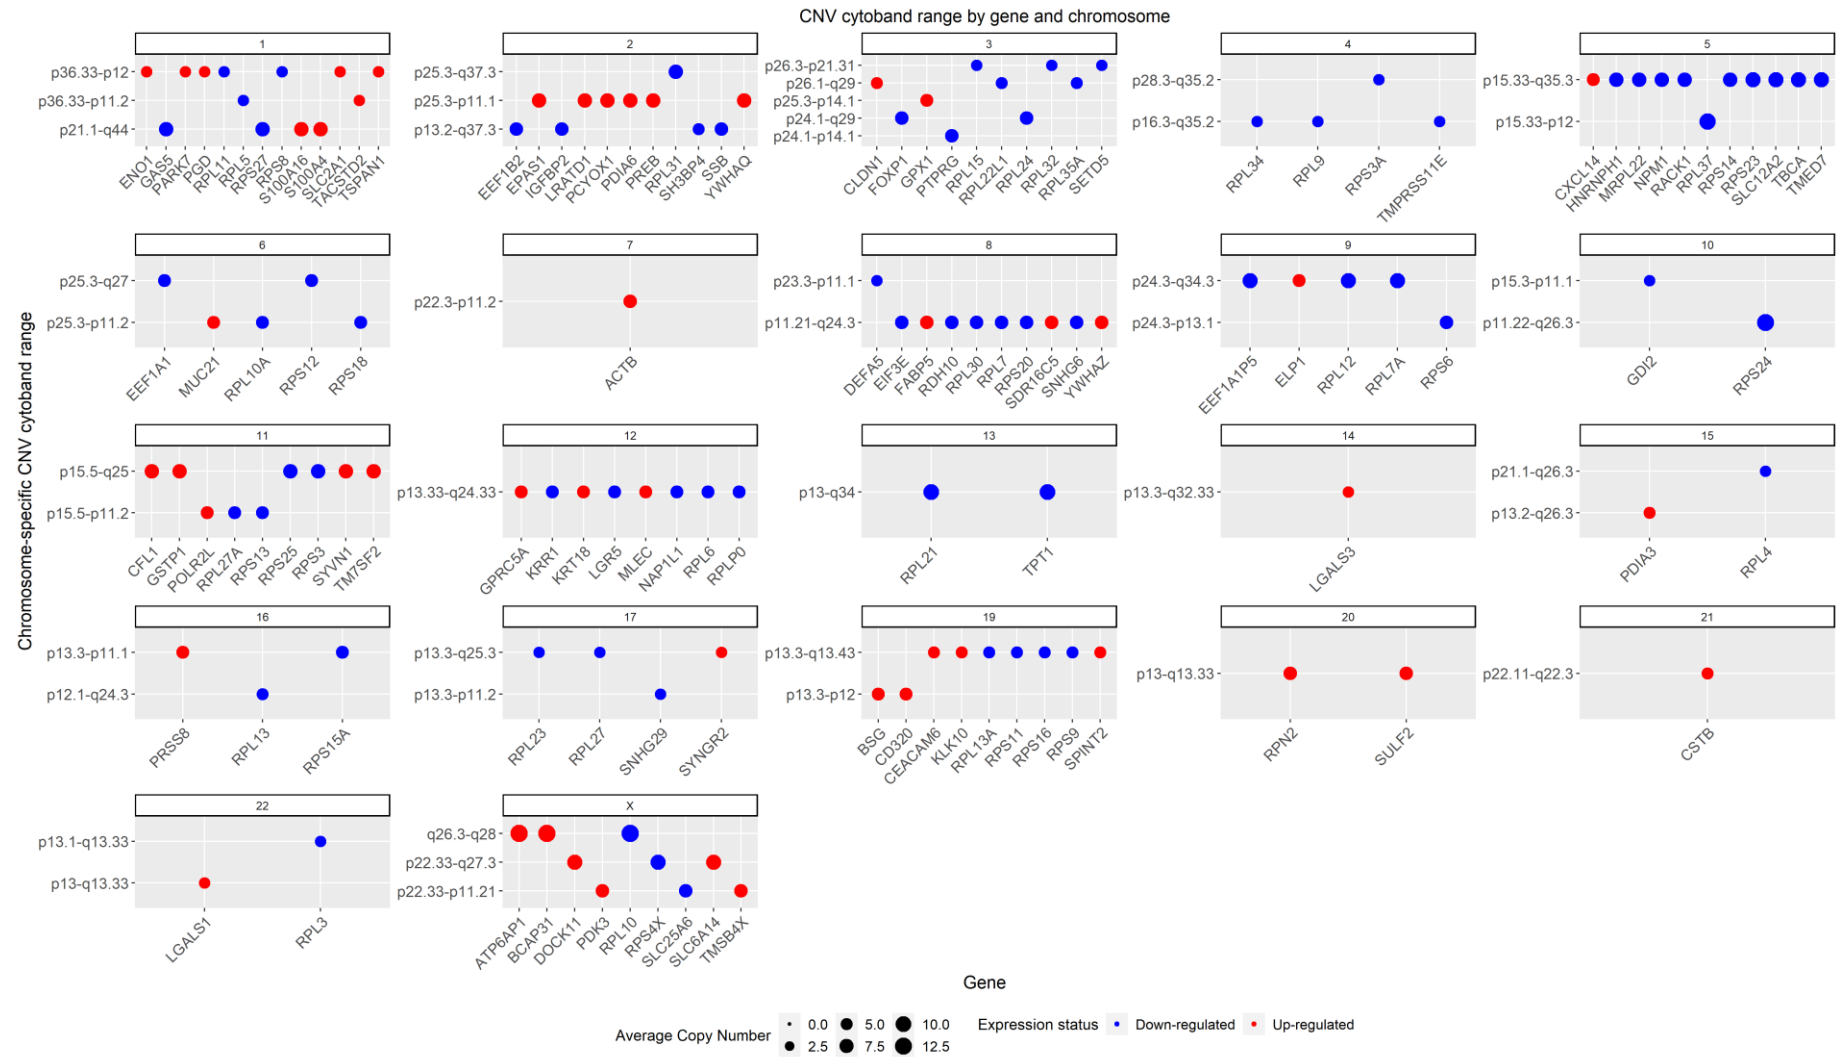 CNV cytoband range by gene and chromosome
Chromosome-specific CNV cytoband range
1
p36.33-p12
p36.33-p11.2
p21.1-q44
ENO1 GAS5 PARK7 PGD RPL11 RPL5 RPS27 RPS8 S100A16 S100A4 SLC2A1 TACSTD2 TSPAN1
2
p25.3-q37.3
p25.3-p11.1
p13.2-q37.3
EEF1B2 EPAS1 IGFBP2 LRATD1 PCYOX1 PDIA6 PREB RPL31 SH3BP4 SSB YWHAQ
3
p26.3-p21.31
p26.1-q29
p25.3-p14.1
p24.1-q29
p24.1-p14.1
CLDN1 FOXP1 GPX1 PTPRG RPL15 RPL22L1 RPL24 RPL32 RPL35A SETD5
4
p28.3-q35.2
p16.3-q35.2
RPL34 RPL9 RPS3A TMPRSS11E
5
p15.33-q35.3
p15.33-p12
CXCL14 HNRNPH1 MRPL22 NPM1 RACK1 RPL37 RPS14 RPS23 SLC12A2 TBCA TMED7
6
p25.3-q27
p25.3-p11.2
EEF1A1 MUC21 RPL10A RPS12 RPS18
7
p22.3-p11.2
ACTB
8
p23.3-p11.1
p11.21-q24.3
DEFA5 EIF3E FABP5 RDH10 RPL30 RPL7 RPS20 SDR16C5 SNHG6 YWHAZ
9
p24.3-q34.3
p24.3-p13.1
EEF1A1P5 ELP1 RPL12 RPL7A RPS6
10
p15.3-p11.1
p11.22-q26.3
GDI2 RPS24
11
p15.5-q25
p15.5-p11.2
CFL1 GSTP1 POLR2L RPL27A RPS13 RPS25 RPS3 SYVN1 TM7SF2
12
p13.33-q24.33
GPRC5A KRR1 KRT18 LGR5 MLEC NAP1L1 RPL6 RPLP0
13
p13-q34
RPL21 TPT1
14
p13.3-q32.33
LGALS3
15
p21.1-q26.3
p13.2-q26.3
PDIA3 RPL4
16
p13.3-p11.1
p12.1-q24.3
PRSS8 RPL13 RPS15A
17
p13.3-q25.3
p13.3-p11.2
RPL23 RPL27 SNHG29 SYNGR2
19
p13.3-q13.43
p13.3-p12
BSG CD320 CEACAM6 KLK10 RPL13A RPS11 RPS16 RPS9 SPINT2
20
p13-q13.33
RPN2 SULF2
21
p22.11-q22.3
CSTB
22
p13.1-q13.33
p13-q13.33
LGALS1 RPL3
X
q26.3-q28
p22.33-q27.3
p22.33-p11.21
ATP6AP1 BCAP31 DOCK11 PDK3 RPL10 RPS4X SLC25A6 SLC6A14 TMSB4X
Gene
Average Copy Number 0.0 5.0 10.0
2.5 7.5 12.5
Expression status Down-regulated Up-regulated